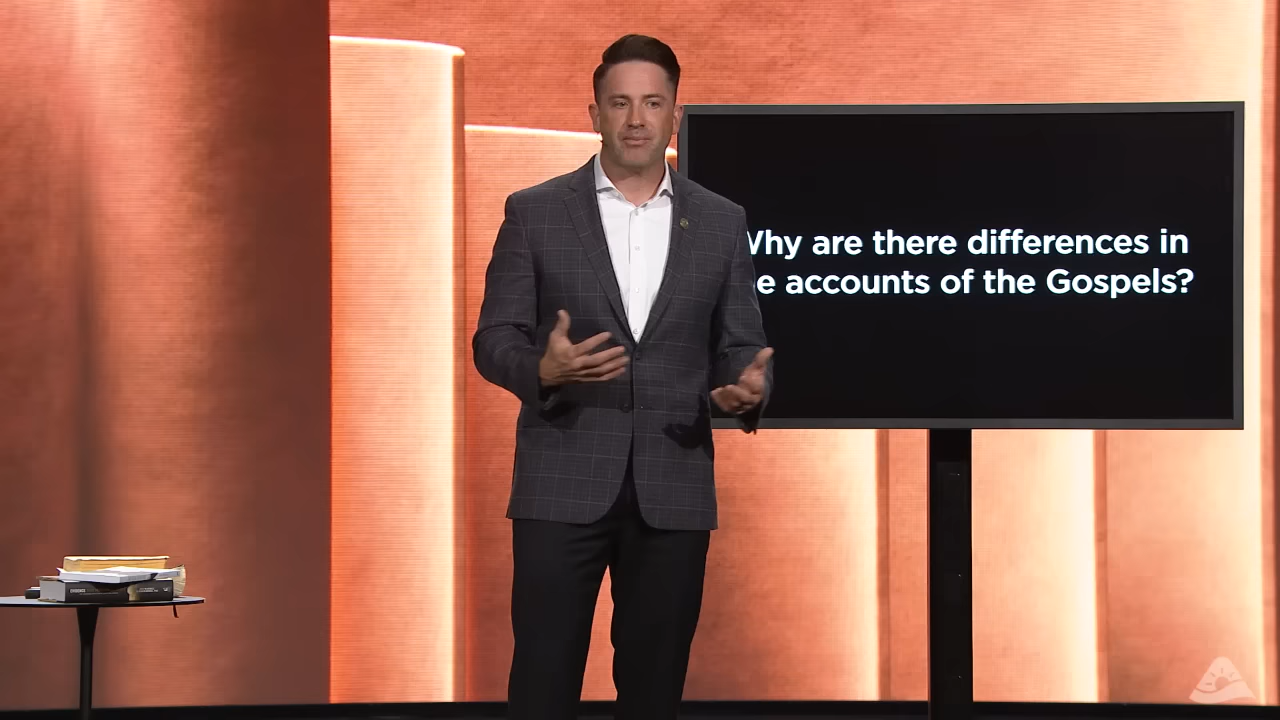 Why are there differences in
e accounts of the Gospels?